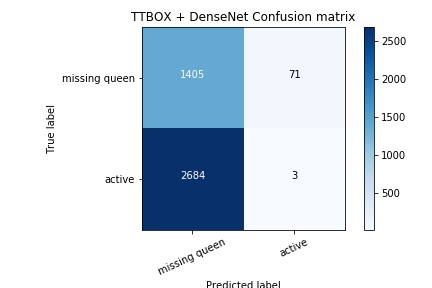 TTBOX + DenseNet Confusion matrix
missing queen
active
True label
1405
71
2684
3
missing queen
active
Predicted label
2500
2000
1500
1000
500